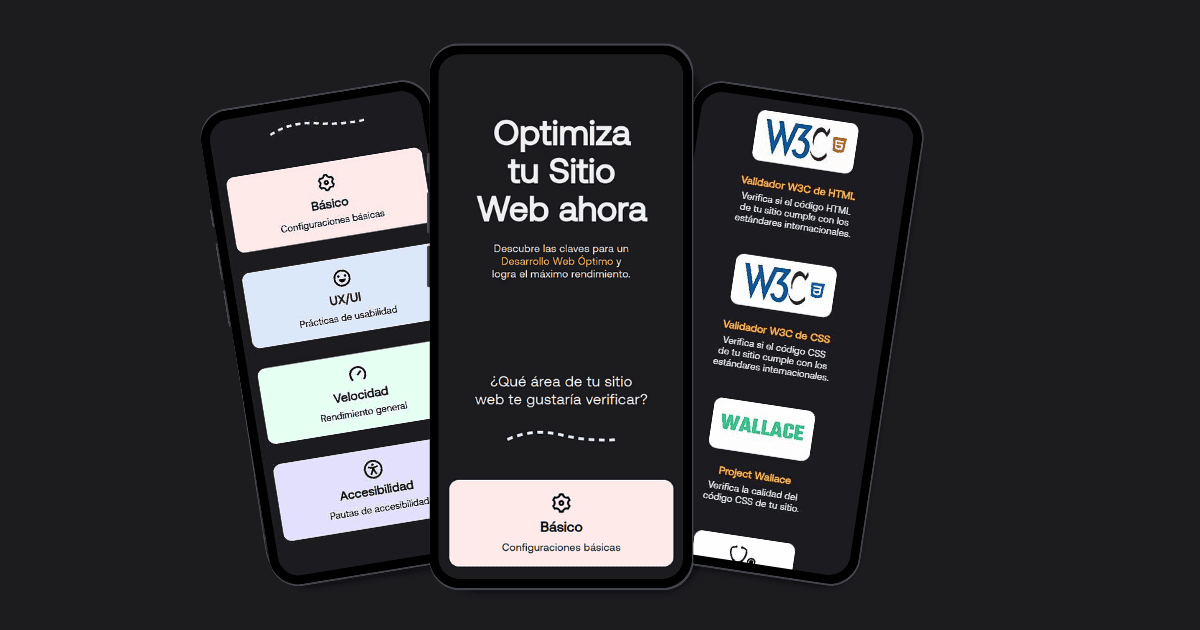 Básico
Configuraciones básicas
UX/UI
Prácticas de usabilidad
Velocidad
Rendimiento general
Accesibilidad
Pautas de accesibilidad
Optimiza
tu Sitio
Web ahora
Descubre las claves para un
Desarrollo Web Óptimo y
logra el máximo rendimiento.
¿Qué área de tu sitio
web te gustaría verificar?
Básico
Configuraciones básicas
W3C 5
Validador W3C de HTML
Verifica si el código HTML
de tu sitio cumple con los
estándares internacionales.
W3C 3
Validador W3C de CSS
Verifica si el código CSS
de tu sitio cumple con los
estándares internacionales.
WALLACE
Project Wallace
Verifica la calidad del
código CSS de tu sitio.